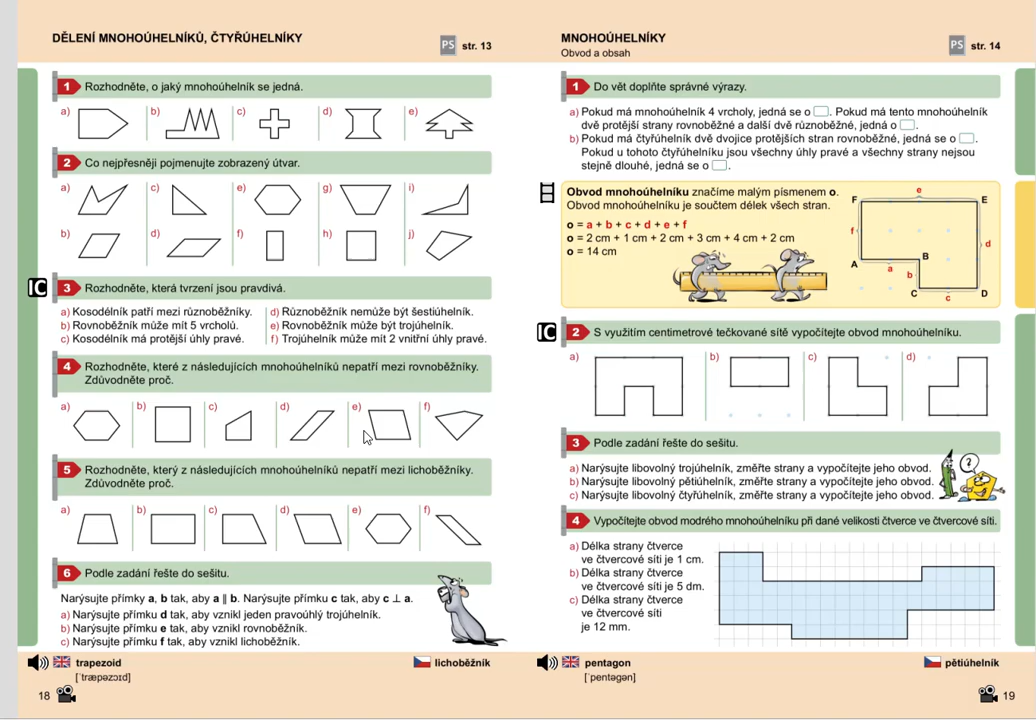 DĚLENÍ MNOHOÚHELNÍKŮ, ČTYŘÚHELNÍKY
PS str. 13
1 Rozhodněte, o jaký mnohoúhelník se jedná.
a) b) c) d) e)
2 Co nejpřesněji pojmenujte zobrazený útvar.
a) c) e) g) i)
b) d) f) h) j)
IC 3 Rozhodněte, která tvrzení jsou pravdivá.
a) Kosodélník patří mezi různoběžníky.
b) Rovnoběžník může mít 5 vrcholů.
c) Kosodélník má protější úhly pravé.
d) Různoběžník nemůže být šestiúhelník.
e) Rovnoběžník může být trojúhelník.
f) Trojúhelník může mít 2 vnitřní úhly pravé.
4 Rozhodněte, které z následujících mnohoúhelníků nepatří mezi rovnoběžníky.
Zdůvodněte proč.
a) b) c) d) e) f)
5 Rozhodněte, který z následujících mnohoúhelníků nepatří mezi lichoběžníky.
Zdůvodněte proč.
a) b) c) d) e) f)
6 Podle zadání řešte do sešitu.
Narýsujte přímky a, b tak, aby a ∥ b. Narýsujte přímku c tak, aby c ⊥ a.
a) Narýsujte přímku d tak, aby vznikl jeden pravoúhlý trojúhelník.
b) Narýsujte přímku e tak, aby vznikl rovnoběžník.
c) Narýsujte přímku f tak, aby vznikl lichoběžník.
trapezoid
[ˈtræpəzɔɪd]
lichoběžník
18
MNOHOÚHELNÍKY
Obvod a obsah
PS str. 14
1 Do vět doplňte správné výrazy.
a) Pokud má mnohoúhelník 4 vrcholy, jedná se o . Pokud má tento mnohoúhelník
dvě protější strany rovnoběžné a další dvě různoběžné, jedná o .
b) Pokud má čtyřúhelník dvě dvojice protějších stran rovnoběžné, jedná se o .
Pokud u tohoto čtyřúhelníku jsou všechny úhly pravé a všechny strany nejsou
stejně dlouhé, jedná se o .
Obvod mnohoúhelníku značíme malým písmenem o.
Obvod mnohoúhelníku je součtem délek všech stran.
o = a + b + c + d + e + f
o = 2 cm + 1 cm + 2 cm + 3 cm + 4 cm + 2 cm
o = 14 cm
e
F E
f d
A B
a b
C c D
IC 2 S využitím centimetrové tečkované sítě vypočítejte obvod mnohoúhelníku.
a) b) c) d)
3 Podle zadání řešte do sešitu.
a) Narýsujte libovolný trojúhelník, změřte strany a vypočítejte jeho obvod.
b) Narýsujte libovolný pětiúhelník, změřte strany a vypočítejte jeho obvod.
c) Narýsujte libovolný čtyřúhelník, změřte strany a vypočítejte jeho obvod.
?
4 Vypočítejte obvod modrého mnohoúhelníku při dané velikosti čtverce ve čtvercové síti.
a) Délka strany čtverce
ve čtvercové síti je 1 cm.
b) Délka strany čtverce
ve čtvercové síti je 5 dm.
c) Délka strany čtverce
ve čtvercové síti
je 12 mm.
pentagon
[ˈpentəgən]
pětiúhelník
19